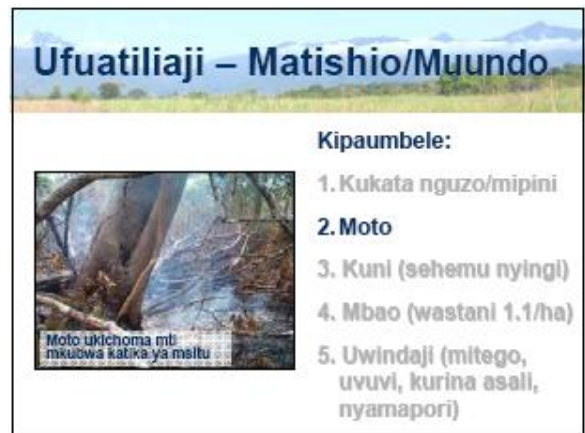 Ufuatiliaji – Matishio/Muundo
Kipaumbele:
1. Kukata nguzo/mipini
2. Moto
3. Kuni (sehemu nyingi)
4. Mbao (wastani 1.1/ha)
5. Uwindaji (mitego,
uvuvi, kurina asali,
nyamapori)
Moto ukichoma mti
mkubwa katika ya msitu